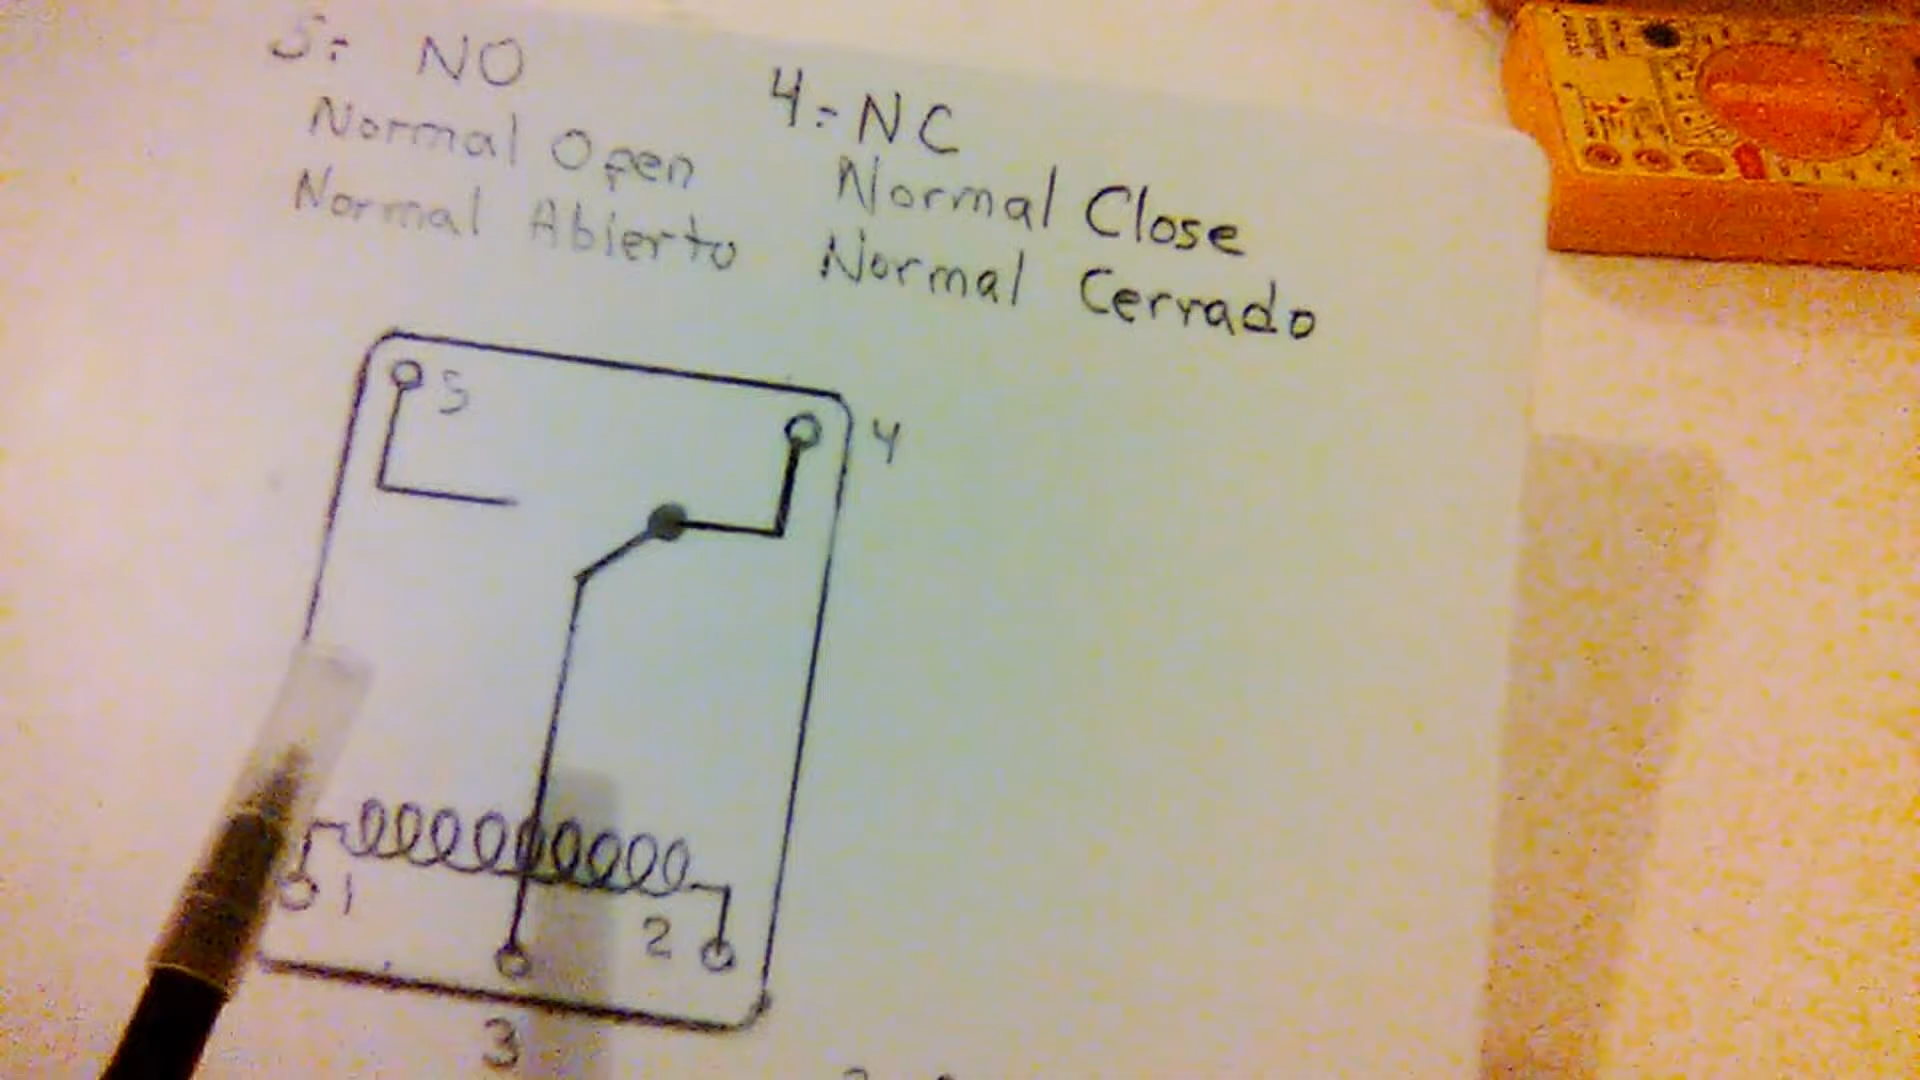 5: NO
Normal Open
Normal Abierto
4: NC
Normal Close
Normal Cerrado
5
4
1
2
3